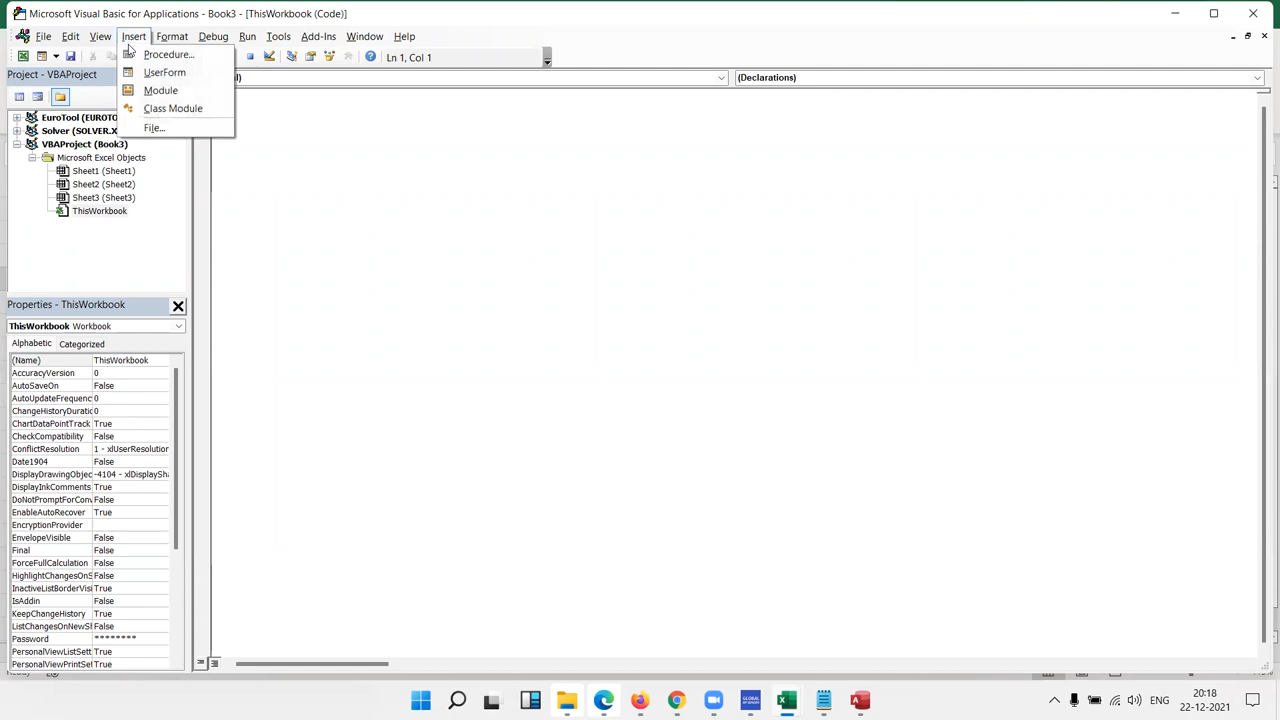 Microsoft Visual Basic for Applications - Book3 - [ThisWorkbook (Code)]
File Edit View Insert Format Debug Run Tools Add-Ins Window Help
Ln 1, Col 1
Procedure...
UserForm
Module
Class Module
File...
Project - VBAProject
(Declarations)
EuroTool (EUROTO
Solver (SOLVER.X
VBAProject (Book3)
Microsoft Excel Objects
Sheet1 (Sheet1)
Sheet2 (Sheet2)
Sheet3 (Sheet3)
ThisWorkbook
Properties - ThisWorkbook
ThisWorkbook Workbook
Alphabetic Categorized
(Name) ThisWorkbook
AccuracyVersion 0
AutoSaveOn False
AutoUpdateFrequenc 0
ChangeHistoryDuratio 0
ChartDataPointTrack True
CheckCompatibility False
ConflictResolution 1 - xlUserResolution
Date1904 False
DisplayDrawingObjec -4104 - xlDisplaySha
DisplayInkComments True
DoNotPromptForConv False
EnableAutoRecover True
EncryptionProvider
EnvelopeVisible False
Final False
ForceFullCalculation False
HighlightChangesOnS False
InactiveListBorderVisi True
IsAddin False
KeepChangeHistory True
ListChangesOnNewSh False
Password ********
PersonalViewListSett True
PersonalViewPrintSet True
ENG
20:18
22-12-2021